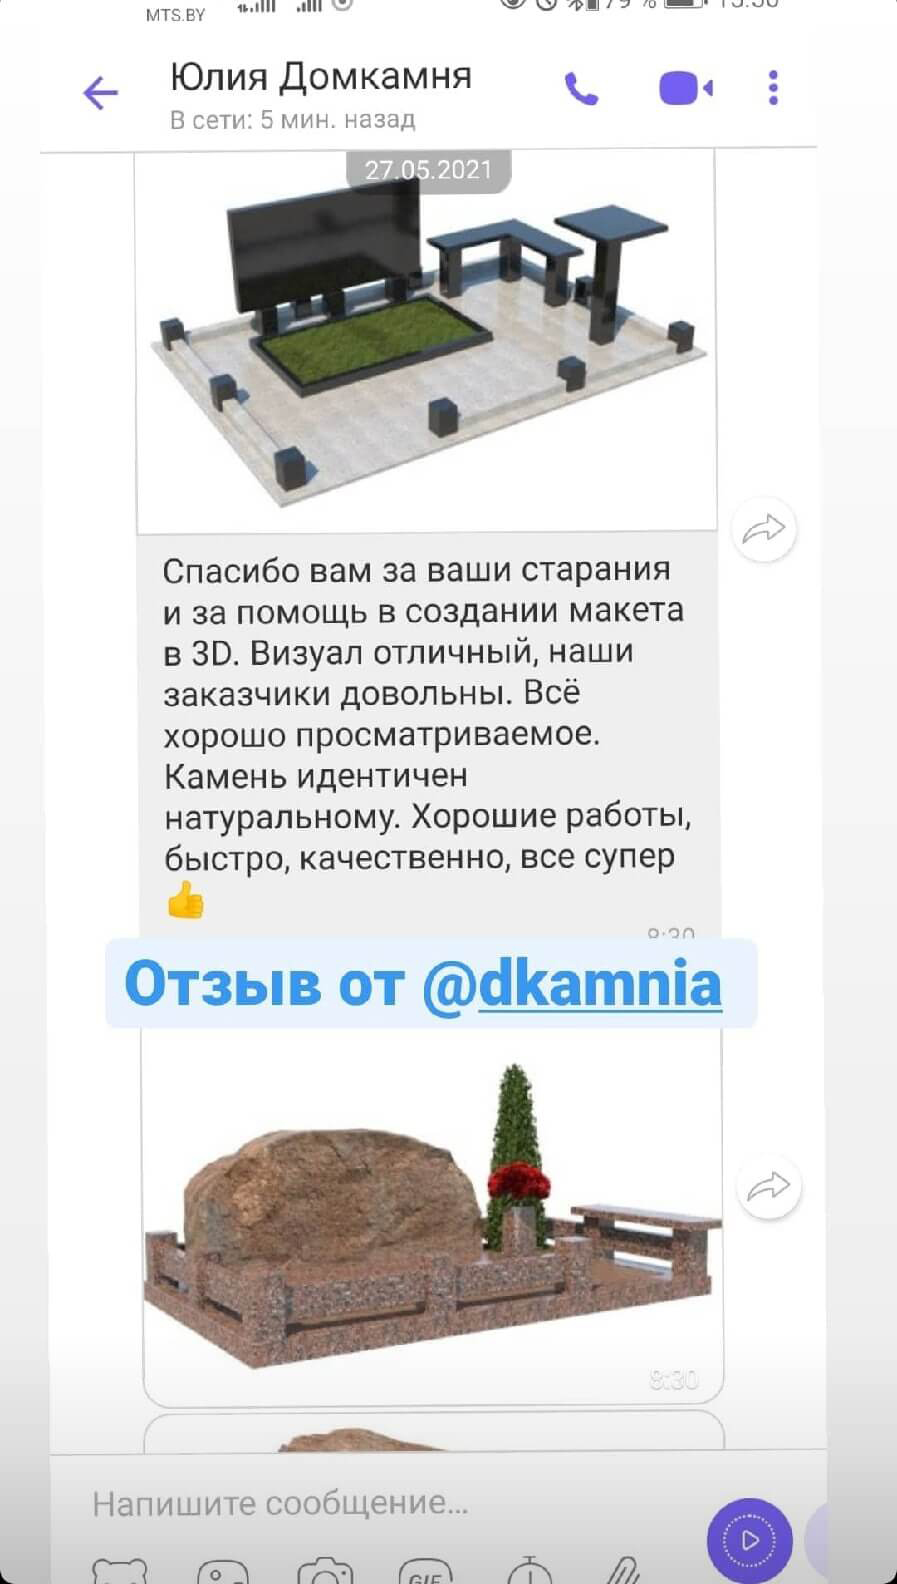 MTS.BY
Юлия Домкамня
В сети: 5 мин. назад
27.05.2021
Спасибо вам за ваши старания
и за помощь в создании макета
в 3D. Визуал отличный, наши
заказчики довольны. Всё
хорошо просматриваемое.
Камень идентичен
натуральному. Хорошие работы,
быстро, качественно, все супер
8:30
Отзыв от @dkamnia
8:30
Напишите сообщение...
GIF